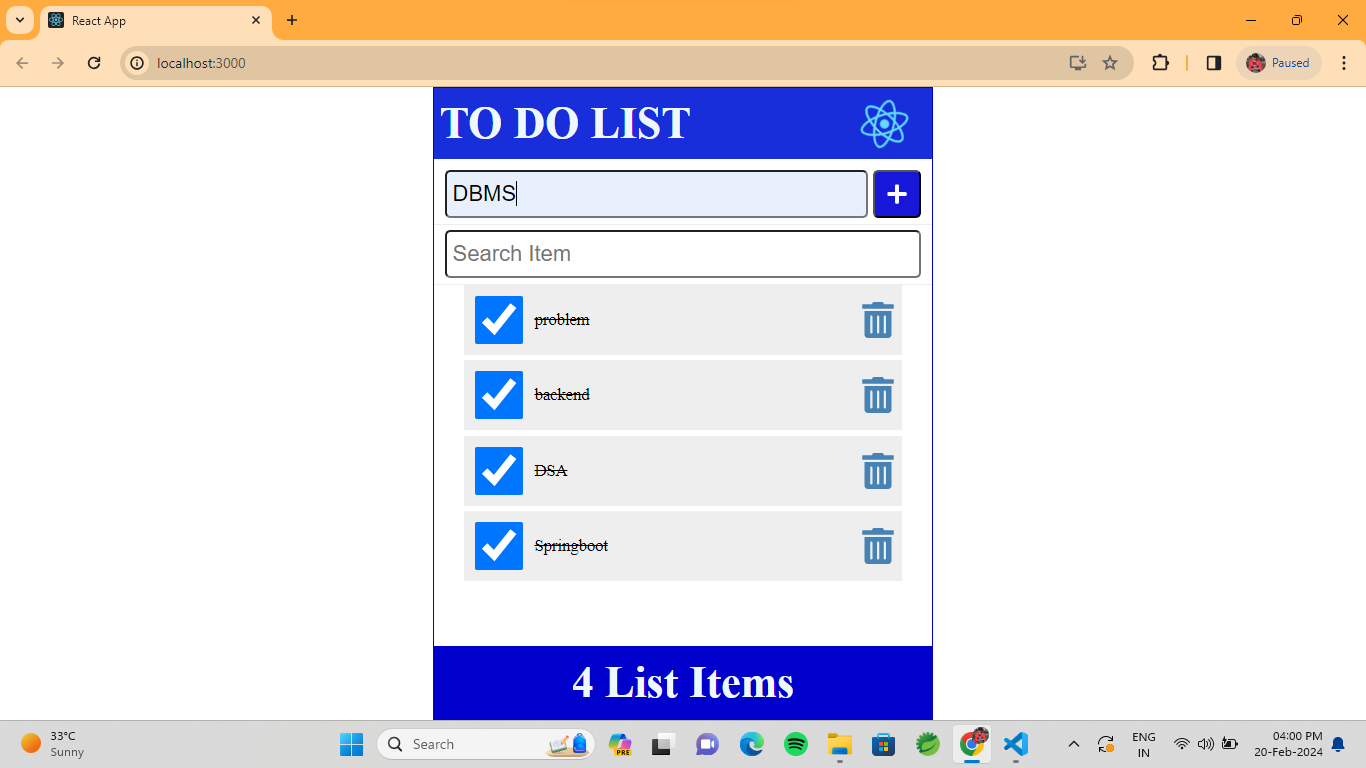 React App
localhost:3000
Paused
TO DO LIST
DBMS
+
Search Item
problem
backend
DSA
Springboot
4 List Items
33°C
Sunny
Search
PRE
ENG
IN
04:00 PM
20-Feb-2024